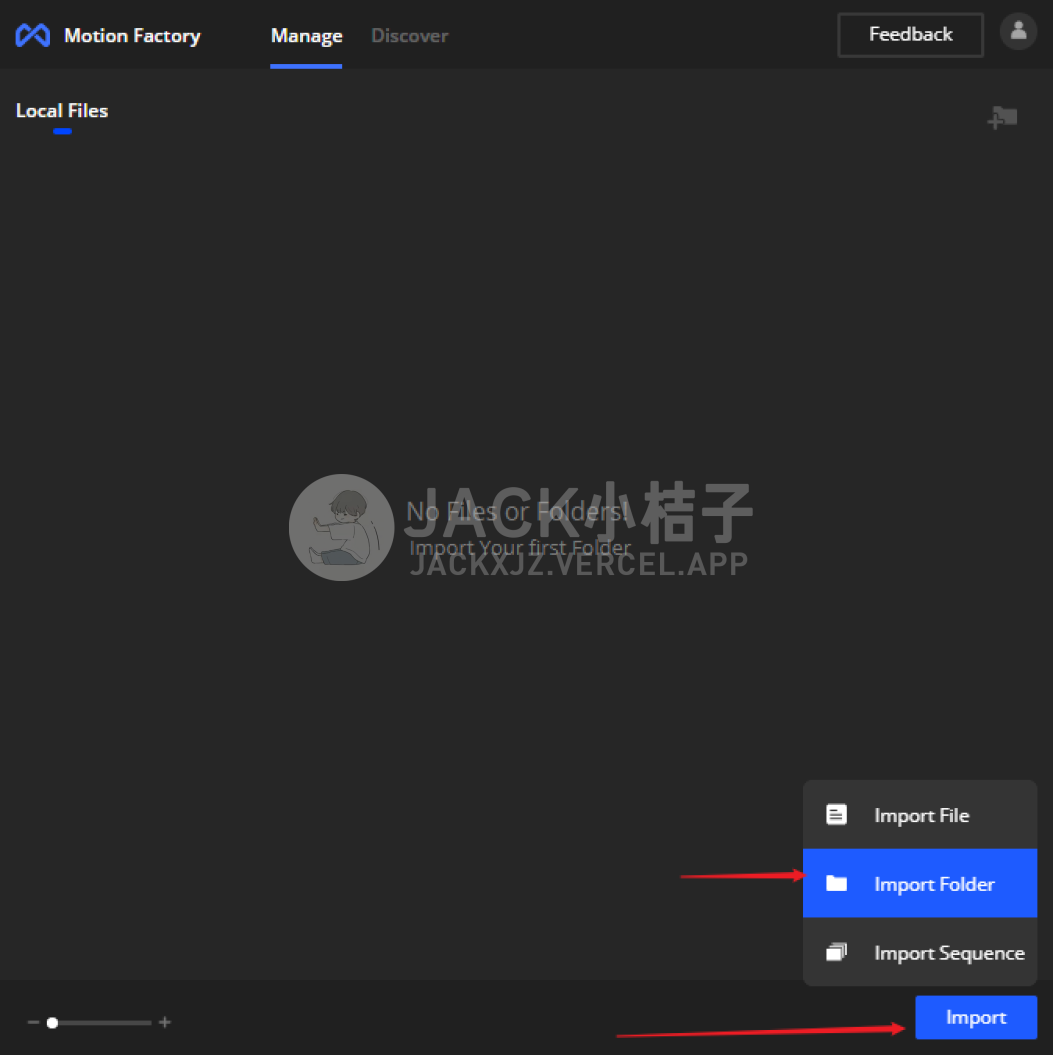 Motion Factory
Manage
Discover
Feedback
Local Files
JACK小桔子
No Files or Folders!
Import Your first Folder
JACKXJZ.VERCEL.APP
Import File
Import Folder
Import Sequence
Import